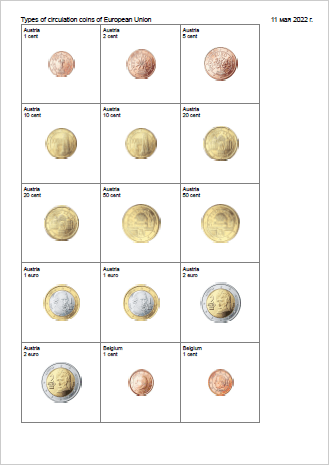 Types of circulation coins of European Union
11 мая 2022 г.
Austria
1 cent
Austria
2 cent
Austria
5 cent
Austria
10 cent
Austria
10 cent
Austria
20 cent
Austria
20 cent
Austria
50 cent
Austria
50 cent
Austria
1 euro
Austria
1 euro
Austria
2 euro
Austria
2 euro
Belgium
1 cent
Belgium
1 cent